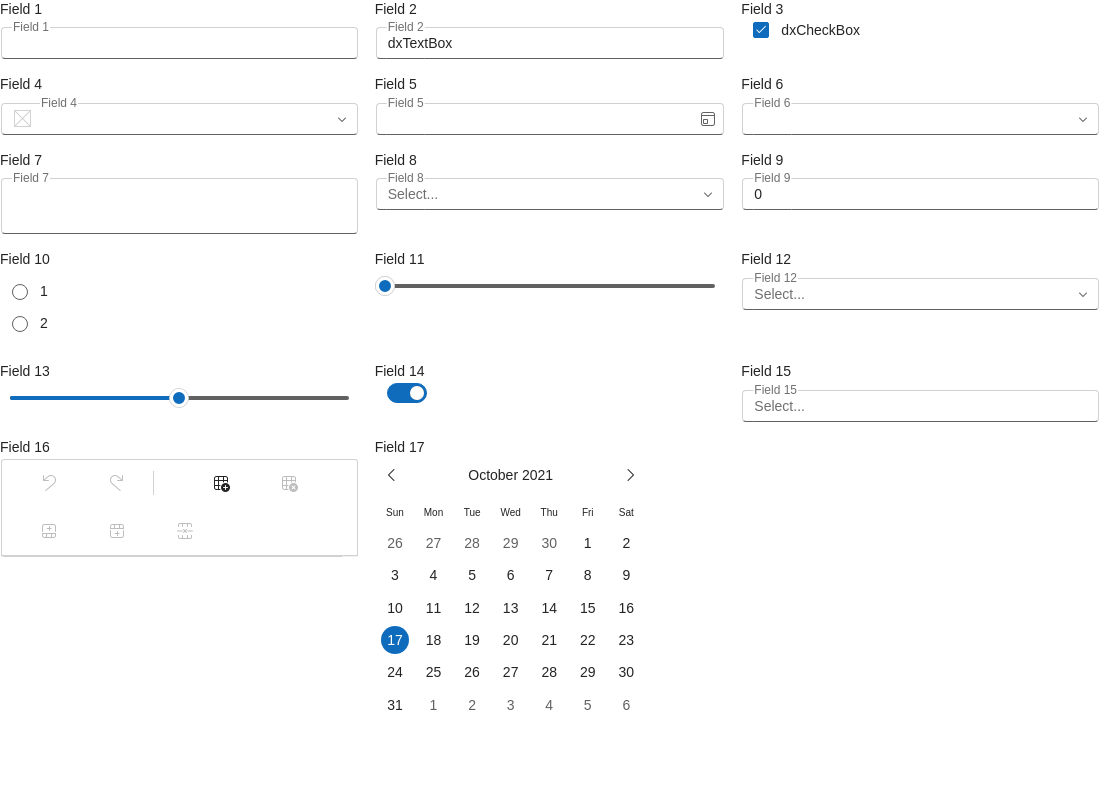 Field 1
Field 1
Field 2
Field 2
dxTextBox
Field 3
dxCheckBox
Field 4
Field 4
Field 5
Field 5
Field 6
Field 6
Field 7
Field 7
Field 8
Field 8
Select...
Field 9
Field 9
0
Field 10
1
2
Field 11
Field 12
Field 12
Select...
Field 13
Field 14
Field 15
Field 15
Select...
Field 16
Field 17
October 2021
Sun Mon Tue Wed Thu Fri Sat
26 27 28 29 30 1 2
3 4 5 6 7 8 9
10 11 12 13 14 15 16
17 18 19 20 21 22 23
24 25 26 27 28 29 30
31 1 2 3 4 5 6